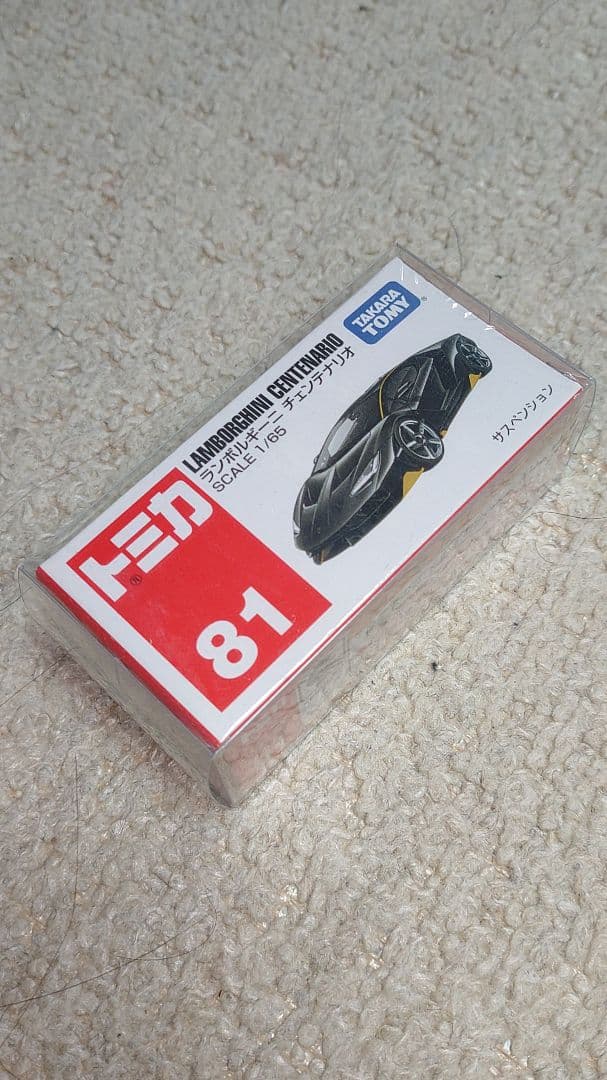 トミカ®
81
LAMBORGHINI CENTENARIO
ランボルギーニ チェンテナリオ
SCALE 1/65
TAKARA
TOMY®
サスペンション